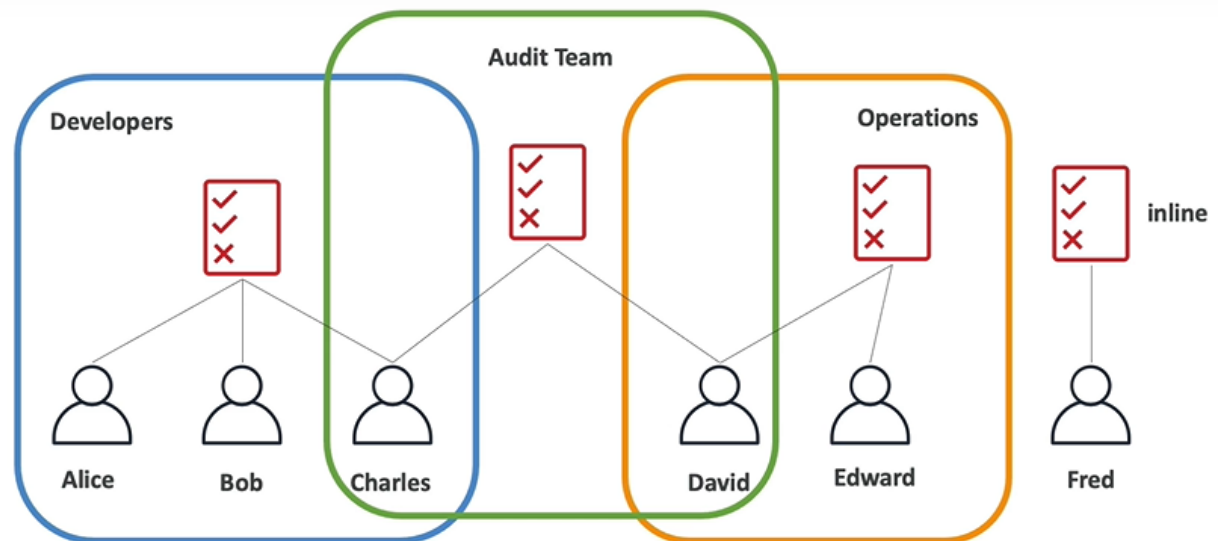 Audit Team
Developers
Operations
inline
Alice
Bob
Charles
David
Edward
Fred